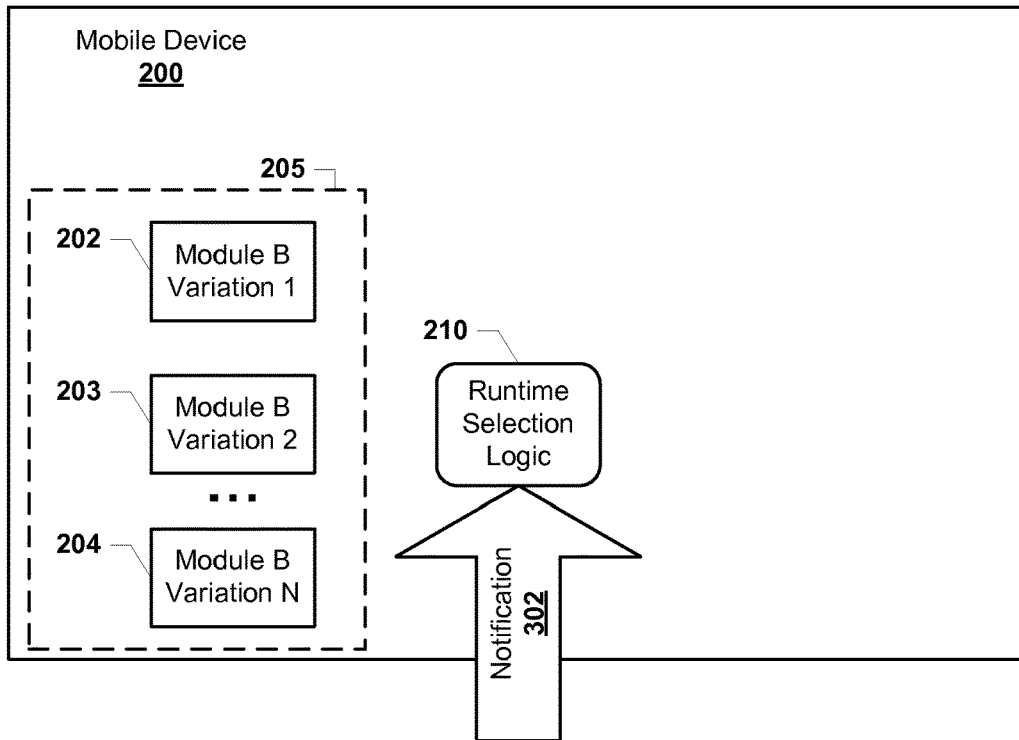 Mobile Device
200
205
202
Module B
Variation 1
210
203
Module B
Variation 2
Runtime
Selection
Logic
...
204
Module B
Variation N
Notification
302